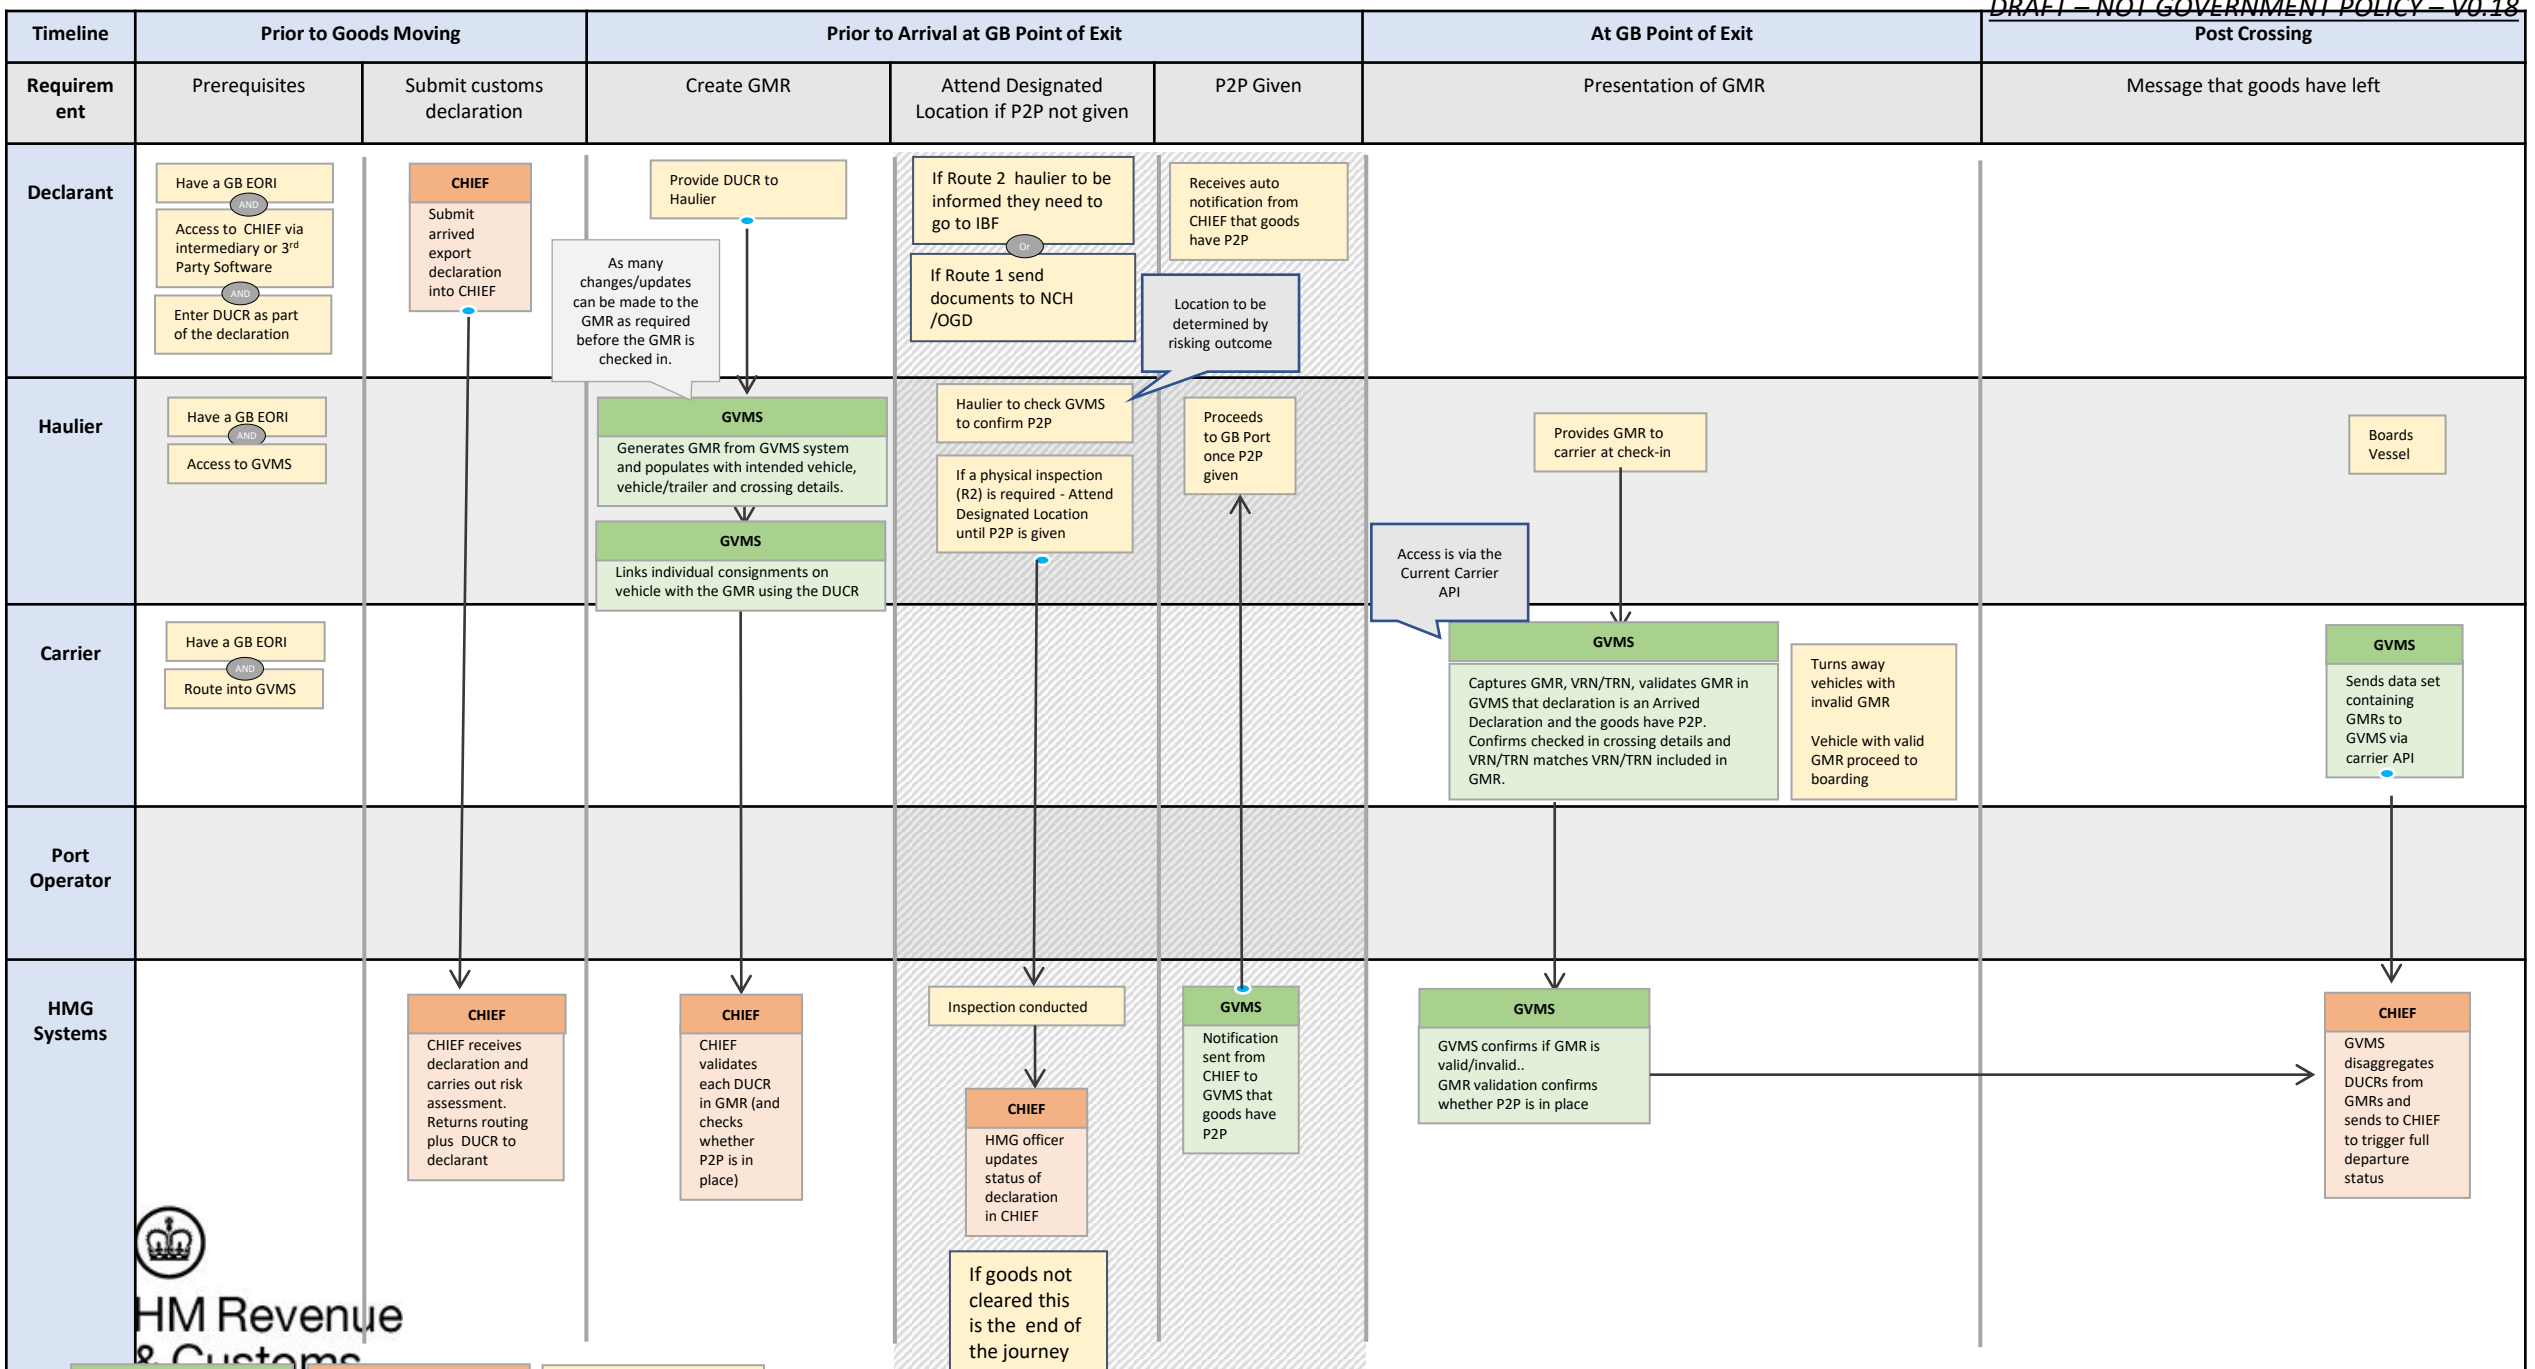 DRAFT – NOT GOVERNMENT POLICY – V0.18
Timeline
Prior to Goods Moving
Prior to Arrival at GB Point of Exit
At GB Point of Exit
Post Crossing
Requirem
ent
Prerequisites
Submit customs
declaration
Create GMR
Attend Designated
Location if P2P not given
P2P Given
Presentation of GMR
Message that goods have left
Declarant
Have a GB EORI
AND
Access to  CHIEF via
intermediary or 3rd
Party Software
AND
Enter DUCR as part
of the declaration
CHIEF
Submit
arrived
export
declaration
into CHIEF
Provide DUCR to
Haulier
As many
changes/updates
can be made to the
GMR as required
before the GMR is
checked in.
If Route 2  haulier to be
informed they need to
go to IBF
Or
If Route 1 send
documents to NCH
/OGD
Receives auto
notification from
CHIEF that goods
have P2P
Location to be
determined by
risking outcome
Haulier
Have a GB EORI
AND
Access to GVMS
GVMS
Generates GMR from GVMS system
and populates with intended vehicle,
vehicle/trailer and crossing details.
GVMS
Links individual consignments on
vehicle with the GMR using the DUCR
Haulier to check GVMS
to confirm P2P
If a physical inspection
(R2) is required - Attend
Designated Location
until P2P is given
Proceeds
to GB Port
once P2P
given
Provides GMR to
carrier at check-in
Boards
Vessel
Access is via the
Current Carrier
API
Carrier
Have a GB EORI
AND
Route into GVMS
GVMS
Captures GMR, VRN/TRN, validates GMR in
GVMS that declaration is an Arrived
Declaration and the goods have P2P.
Confirms checked in crossing details and
VRN/TRN matches VRN/TRN included in
GMR.
Turns away
vehicles with
invalid GMR
Vehicle with valid
GMR proceed to
boarding
GVMS
Sends data set
containing
GMRs to
GVMS via
carrier API
Port
Operator
HMG
Systems
CHIEF
CHIEF receives
declaration and
carries out risk
assessment.
Returns routing
plus  DUCR to
declarant
CHIEF
CHIEF
validates
each DUCR
in GMR (and
checks
whether
P2P is in
place)
Inspection conducted
CHIEF
HMG officer
updates
status of
declaration
in CHIEF
If goods not
cleared this
is the  end of
the journey
GVMS
Notification
sent from
CHIEF to
GVMS that
goods have
P2P
GVMS
GVMS confirms if GMR is
valid/invalid..
GMR validation confirms
whether P2P is in place
CHIEF
GVMS
disaggregates
DUCRs from
GMRs and
sends to CHIEF
to trigger full
departure
status
HM Revenue
& Customs